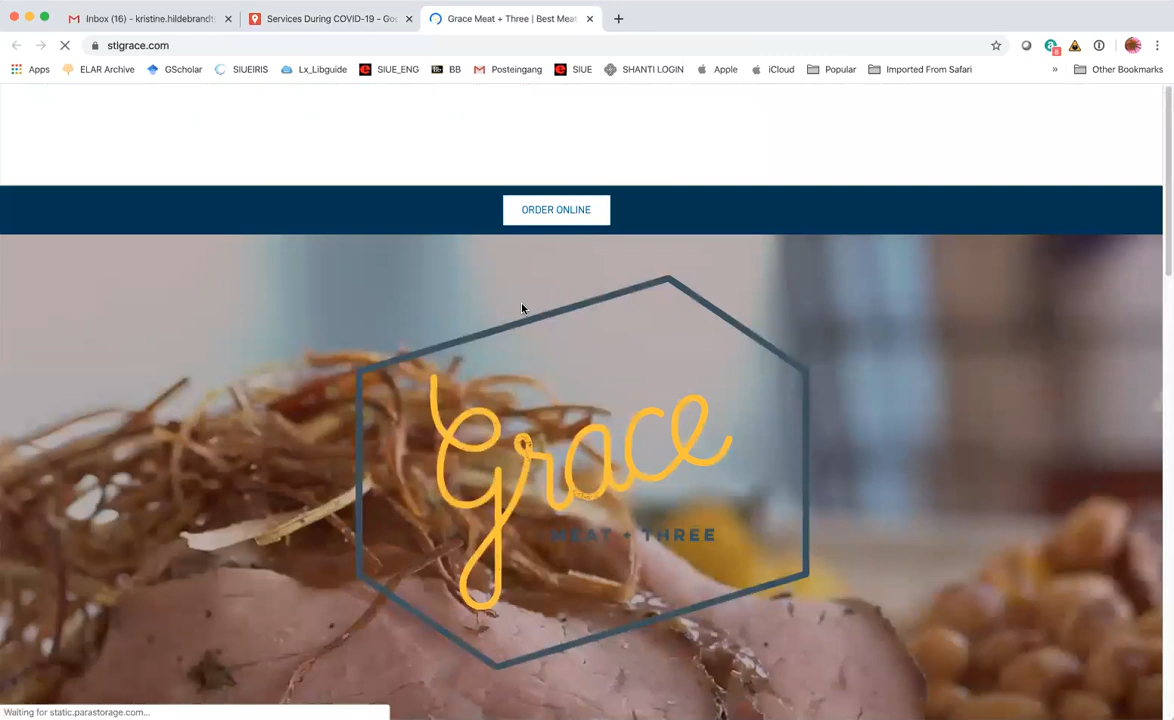 Inbox (16) - kristine.hildebrandt
Services During COVID-19 - Goo
Grace Meat + Three | Best Meat
stlgrace.com
Apps
ELAR Archive
GScholar
SIUEIRIS
Lx_Libguide
SIUE_ENG
BB
Posteingang
SIUE
SHANTI LOGIN
Apple
iCloud
Popular
Imported From Safari
»
Other Bookmarks
ORDER ONLINE
Grace
MEAT + THREE
Waiting for static.parastorage.com...